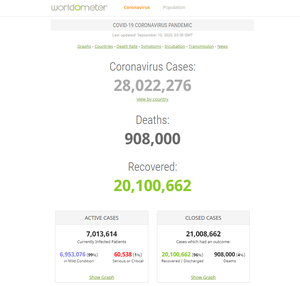 worldometer Coronavirus Population
COVID-19 CORONAVIRUS PANDEMIC
Last updated: September 10, 2020, 03:35 GMT
Graphs - Countries - Death Rate - Symptoms - Incubation - Transmission - News
Coronavirus Cases:
28,022,276
view by country
Deaths:
908,000
Recovered:
20,100,662
ACTIVE CASES
7,013,614
Currently Infected Patients
6,953,076 (99%) 60,538 (1%)
in Mild Condition Serious or Critical
Show Graph
CLOSED CASES
21,008,662
Cases which had an outcome:
20,100,662 (96%) 908,000 (4%)
Recovered / Discharged Deaths
Show Graph